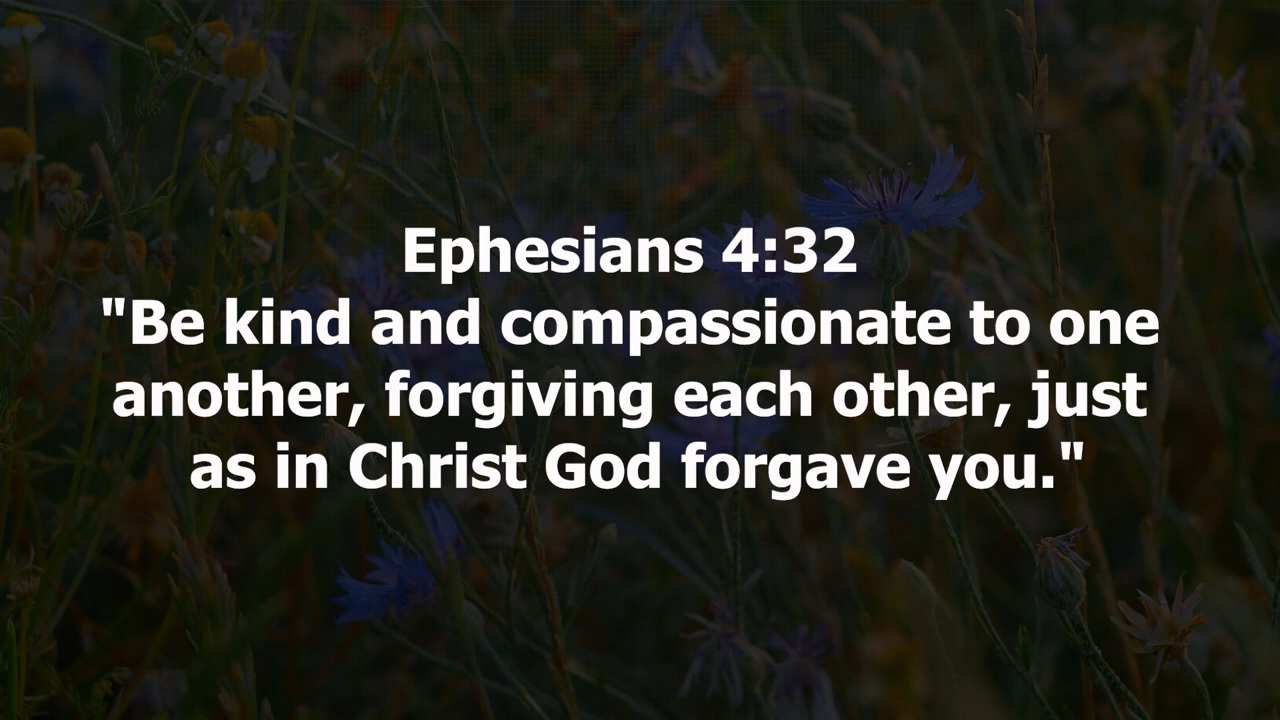 Ephesians 4:32
"Be kind and compassionate to one
another, forgiving each other, just
as in Christ God forgave you."